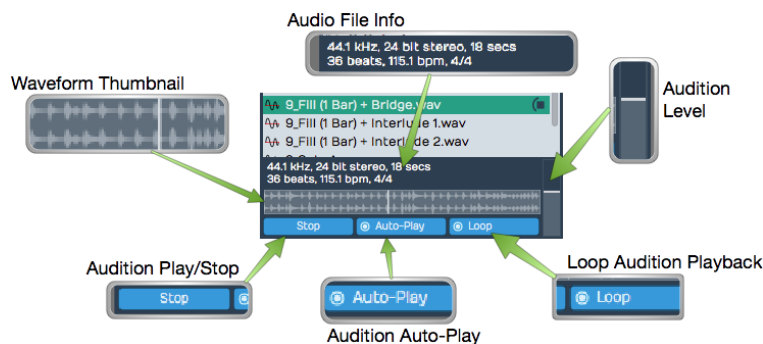 Audio File Info
44.1 kHz, 24 bit stereo, 18 secs
36 beats, 115.1 bpm, 4/4
Waveform Thumbnail
Audition
Level
9_Fill (1 Bar) + Bridge.wav
9_Fill (1 Bar) + Interlude 1.wav
9_Fill (1 Bar) + Interlude 2.wav
44.1 kHz, 24 bit stereo, 18 secs
36 beats, 115.1 bpm, 4/4
Stop
Auto-Play
Loop
Audition Play/Stop
Loop Audition Playback
Stop
Auto-Play
Loop
Audition Auto-Play